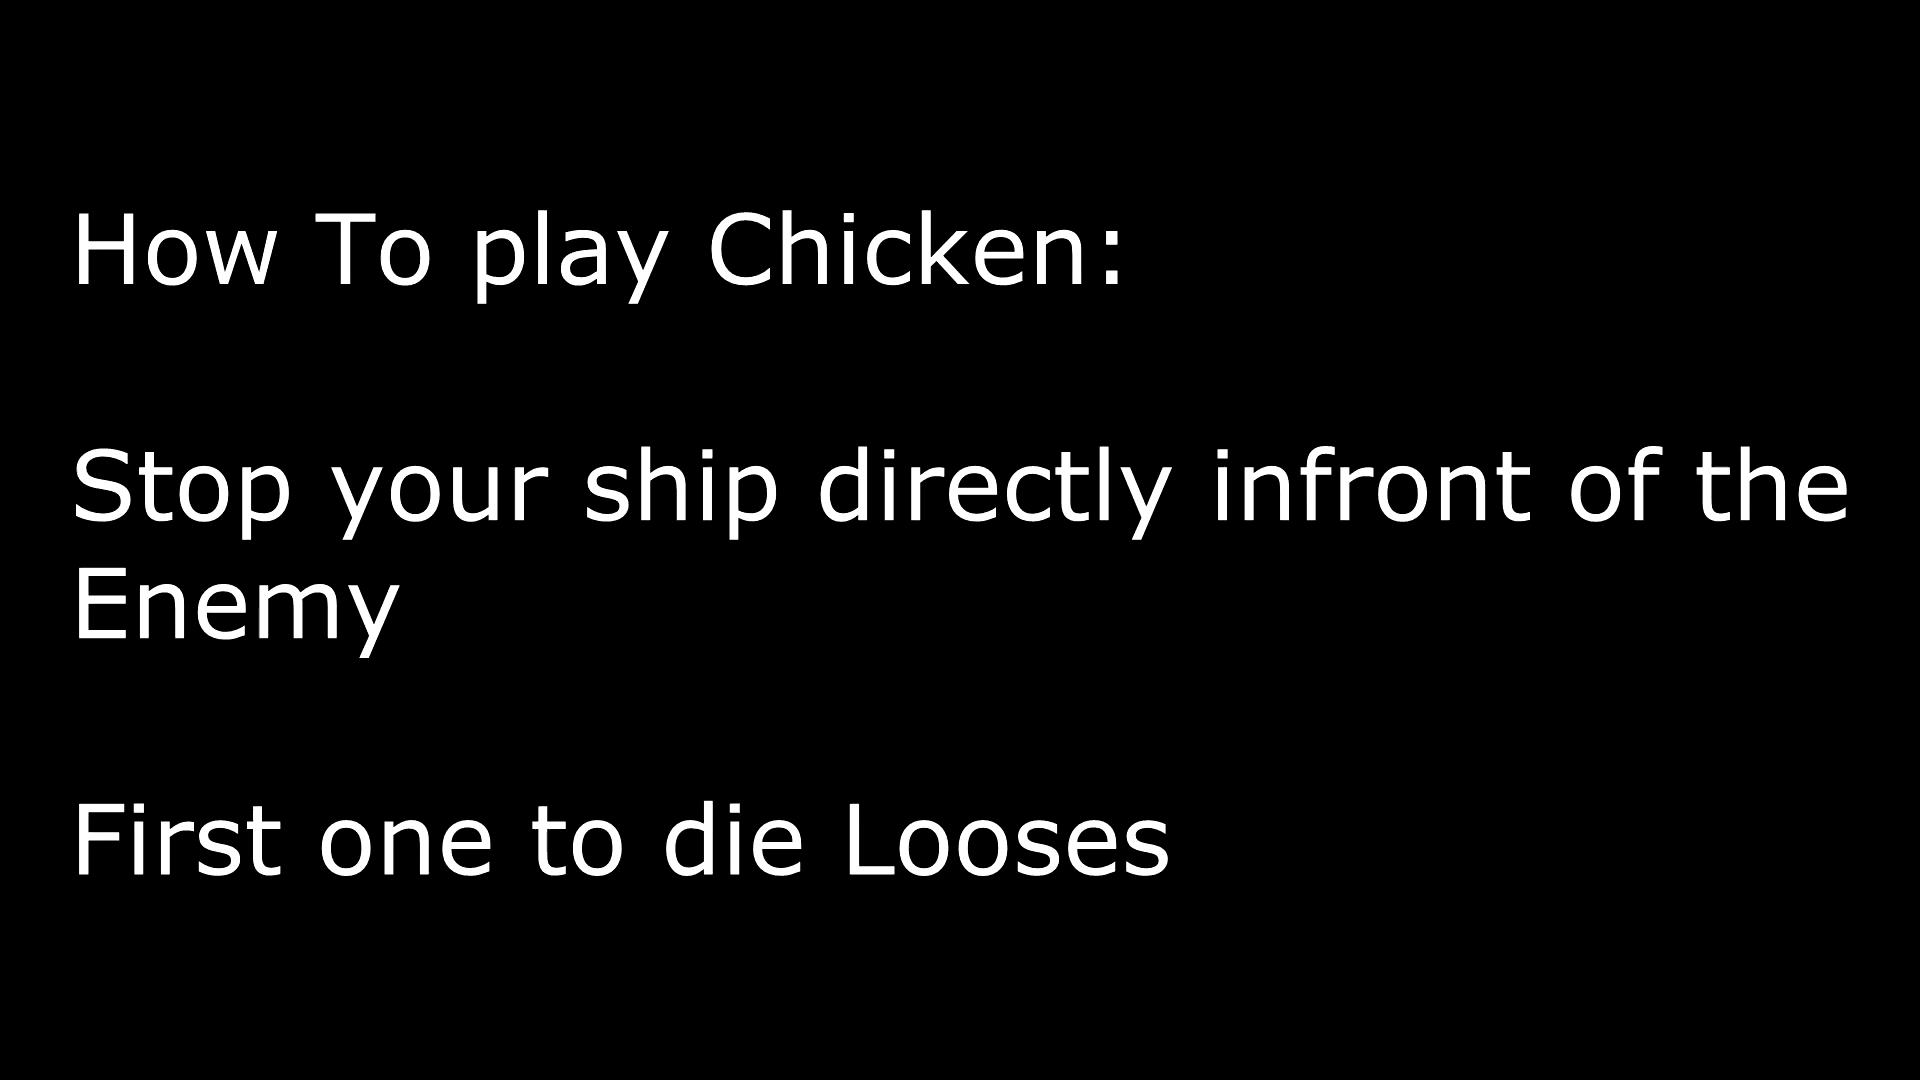 How To play Chicken:
Stop your ship directly infront of the
Enemy
First one to die Looses